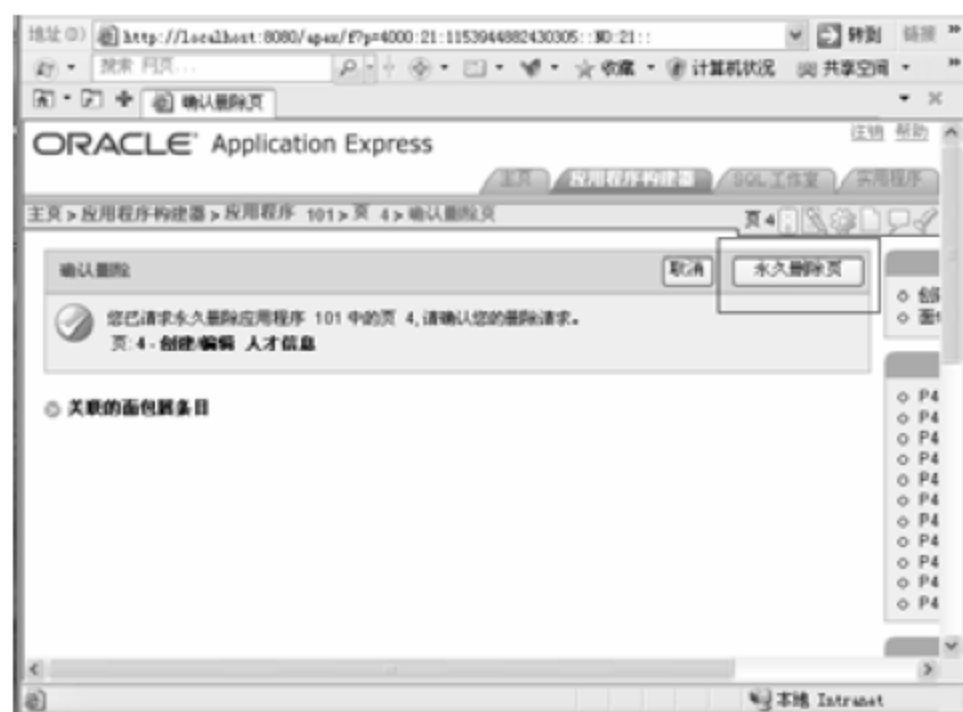 地址(D) http://localhost:8080/apex/f?p=4000:21:1153944882430305::NO:21:: 转到 链接
搜索 网页... 收藏 计算机状况 共享空间
确认删除页
注销 帮助
ORACLE Application Express
主页 应用程序构建器 SQL 工作室 实用程序
主页>应用程序构建器>应用程序 101>页 4>确认删除页 页 4
确认删除 取消 永久删除页
您已请求永久删除应用程序 101 中的页 4,请确认您的删除请求。
页:4 - 创建/编辑 人才信息
关联的面包屑条目
P4
P4
P4
P4
P4
P4
P4
P4
P4
P4
P4
本地 Intranet